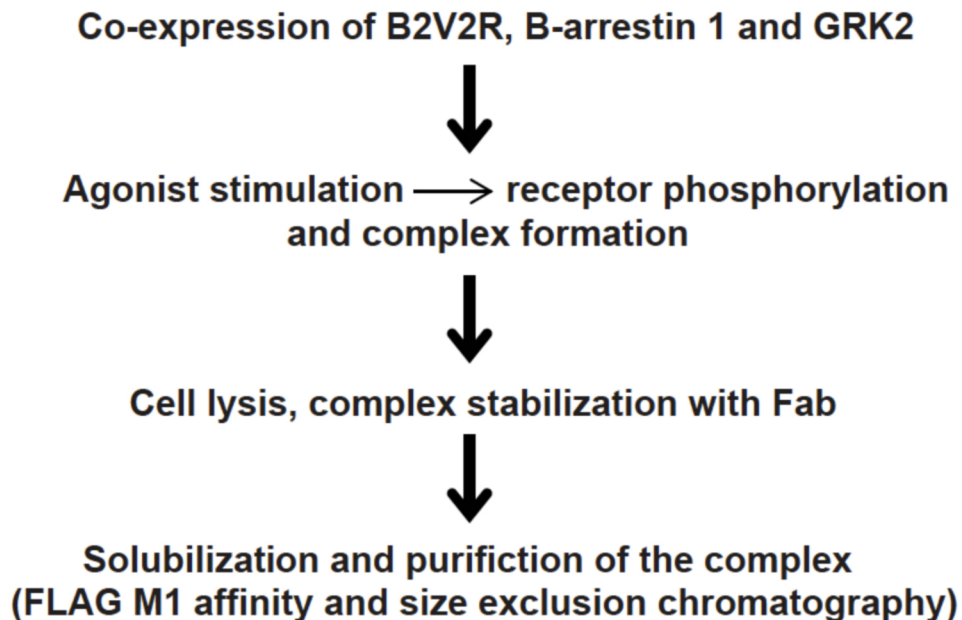 Co-expression of B2V2R, B-arrestin 1 and GRK2
Agonist stimulation → receptor phosphorylation
and complex formation
Cell lysis, complex stabilization with Fab
Solubilization and purifiction of the complex
(FLAG M1 affinity and size exclusion chromatography)